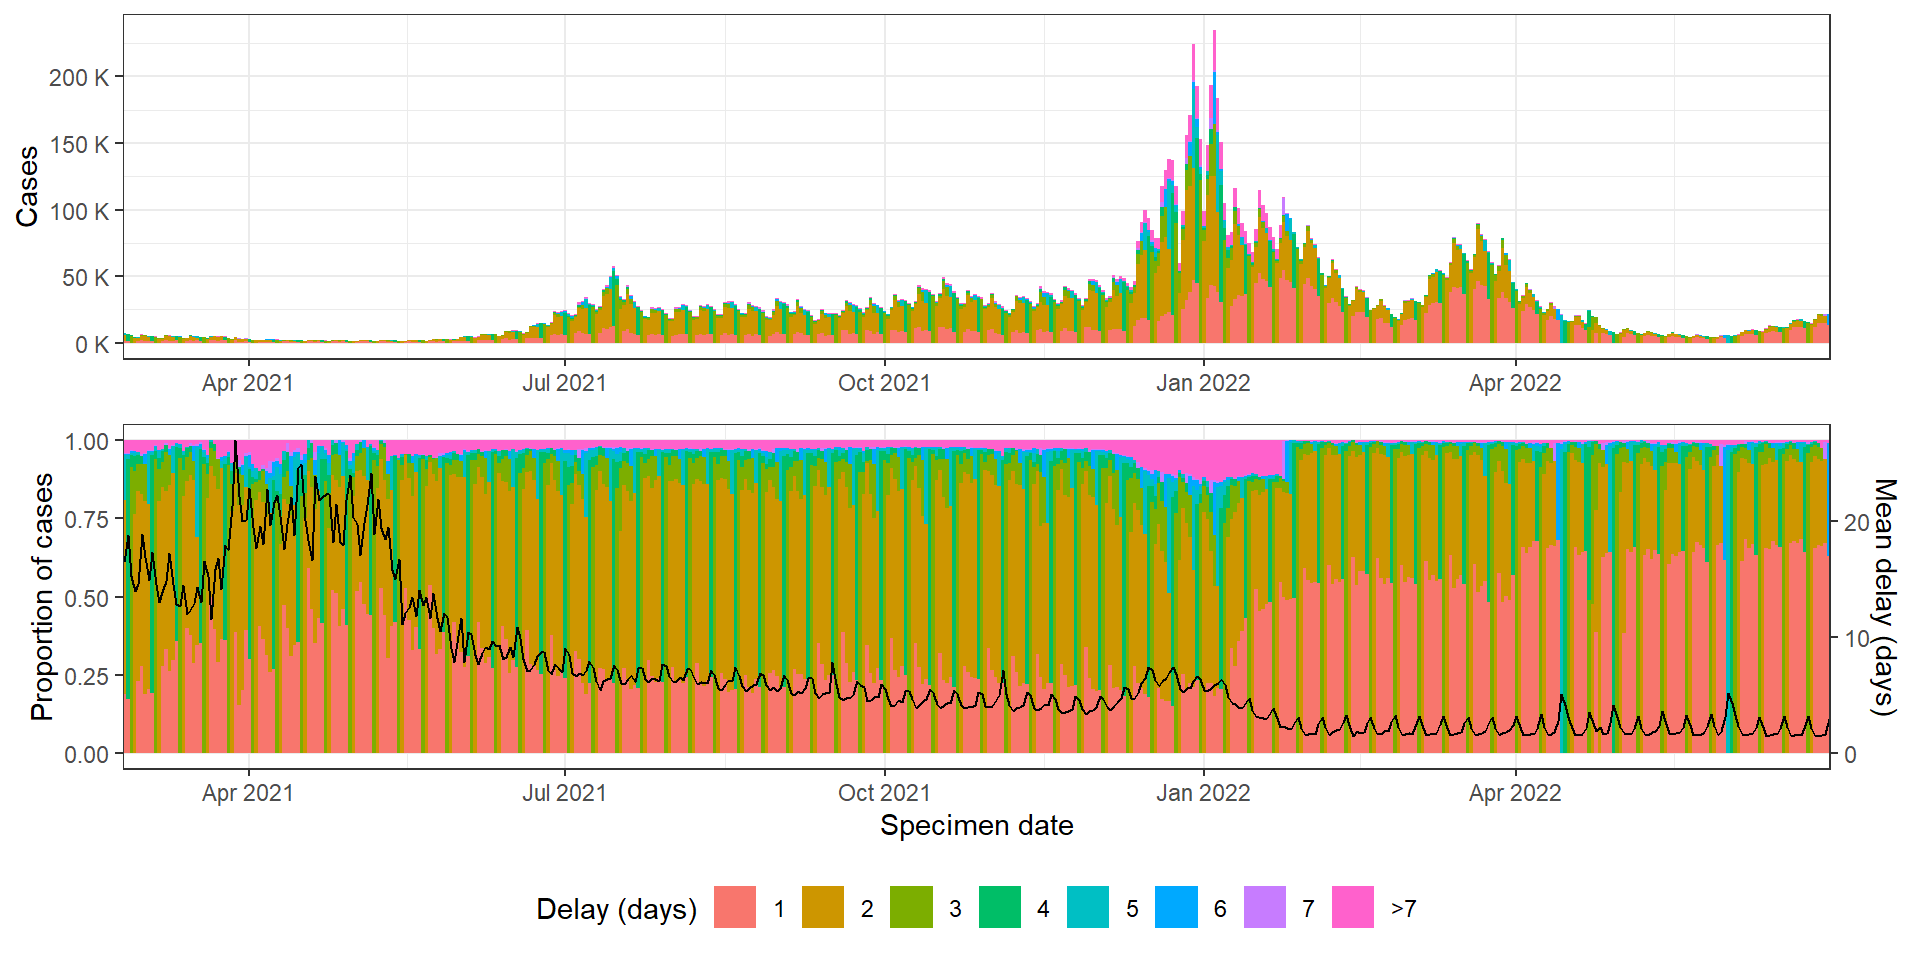 Cases
200 K
150 K
100 K
50 K
0 K
Apr 2021 Jul 2021 Oct 2021 Jan 2022 Apr 2022
Proportion of cases
1.00
0.75
0.50
0.25
0.00
20
10
0
Mean delay (days)
Apr 2021 Jul 2021 Oct 2021 Jan 2022 Apr 2022
Specimen date
Delay (days) 1 2 3 4 5 6 7 >7